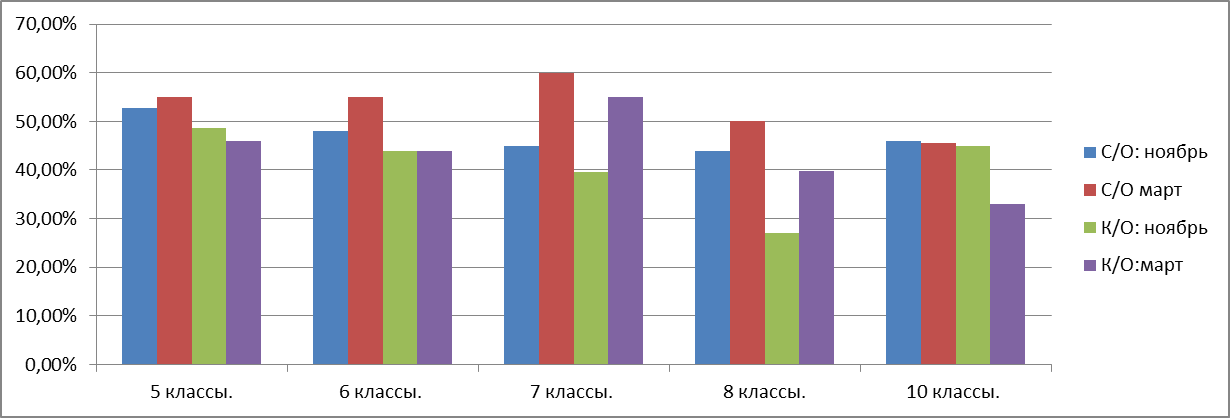 70,00%
60,00%
50,00%
40,00%
30,00%
20,00%
10,00%
0,00%
5 классы.
6 классы.
7 классы.
8 классы.
10 классы.
С/О: ноябрь
С/О март
К/О: ноябрь
К/О:март